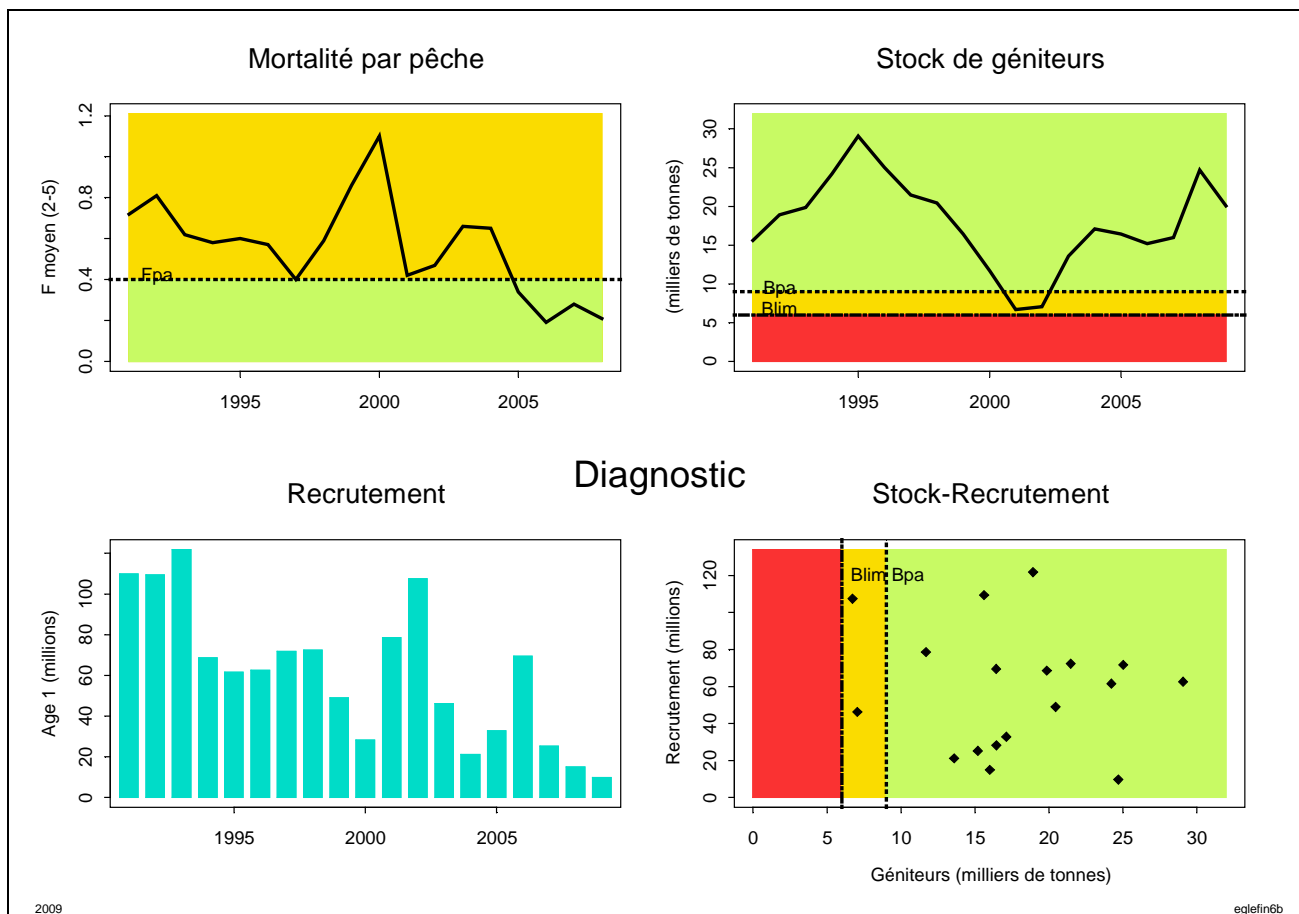 Mortalité par pêche
F moyen (2-5)
0.0 0.4 0.8 1.2
Fpa
1995 2000 2005
Stock de géniteurs
(milliers de tonnes)
0 5 10 15 20 25 30
Bpa
Blim
1995 2000 2005
Diagnostic
Recrutement
Age 1 (millions)
0 20 40 60 80 100
1995 2000 2005
Stock-Recrutement
Recrutement (millions)
0 20 40 60 80 120
Blim Bpa
0 5 10 15 20 25 30
Géniteurs (milliers de tonnes)
2009
eglefin6b